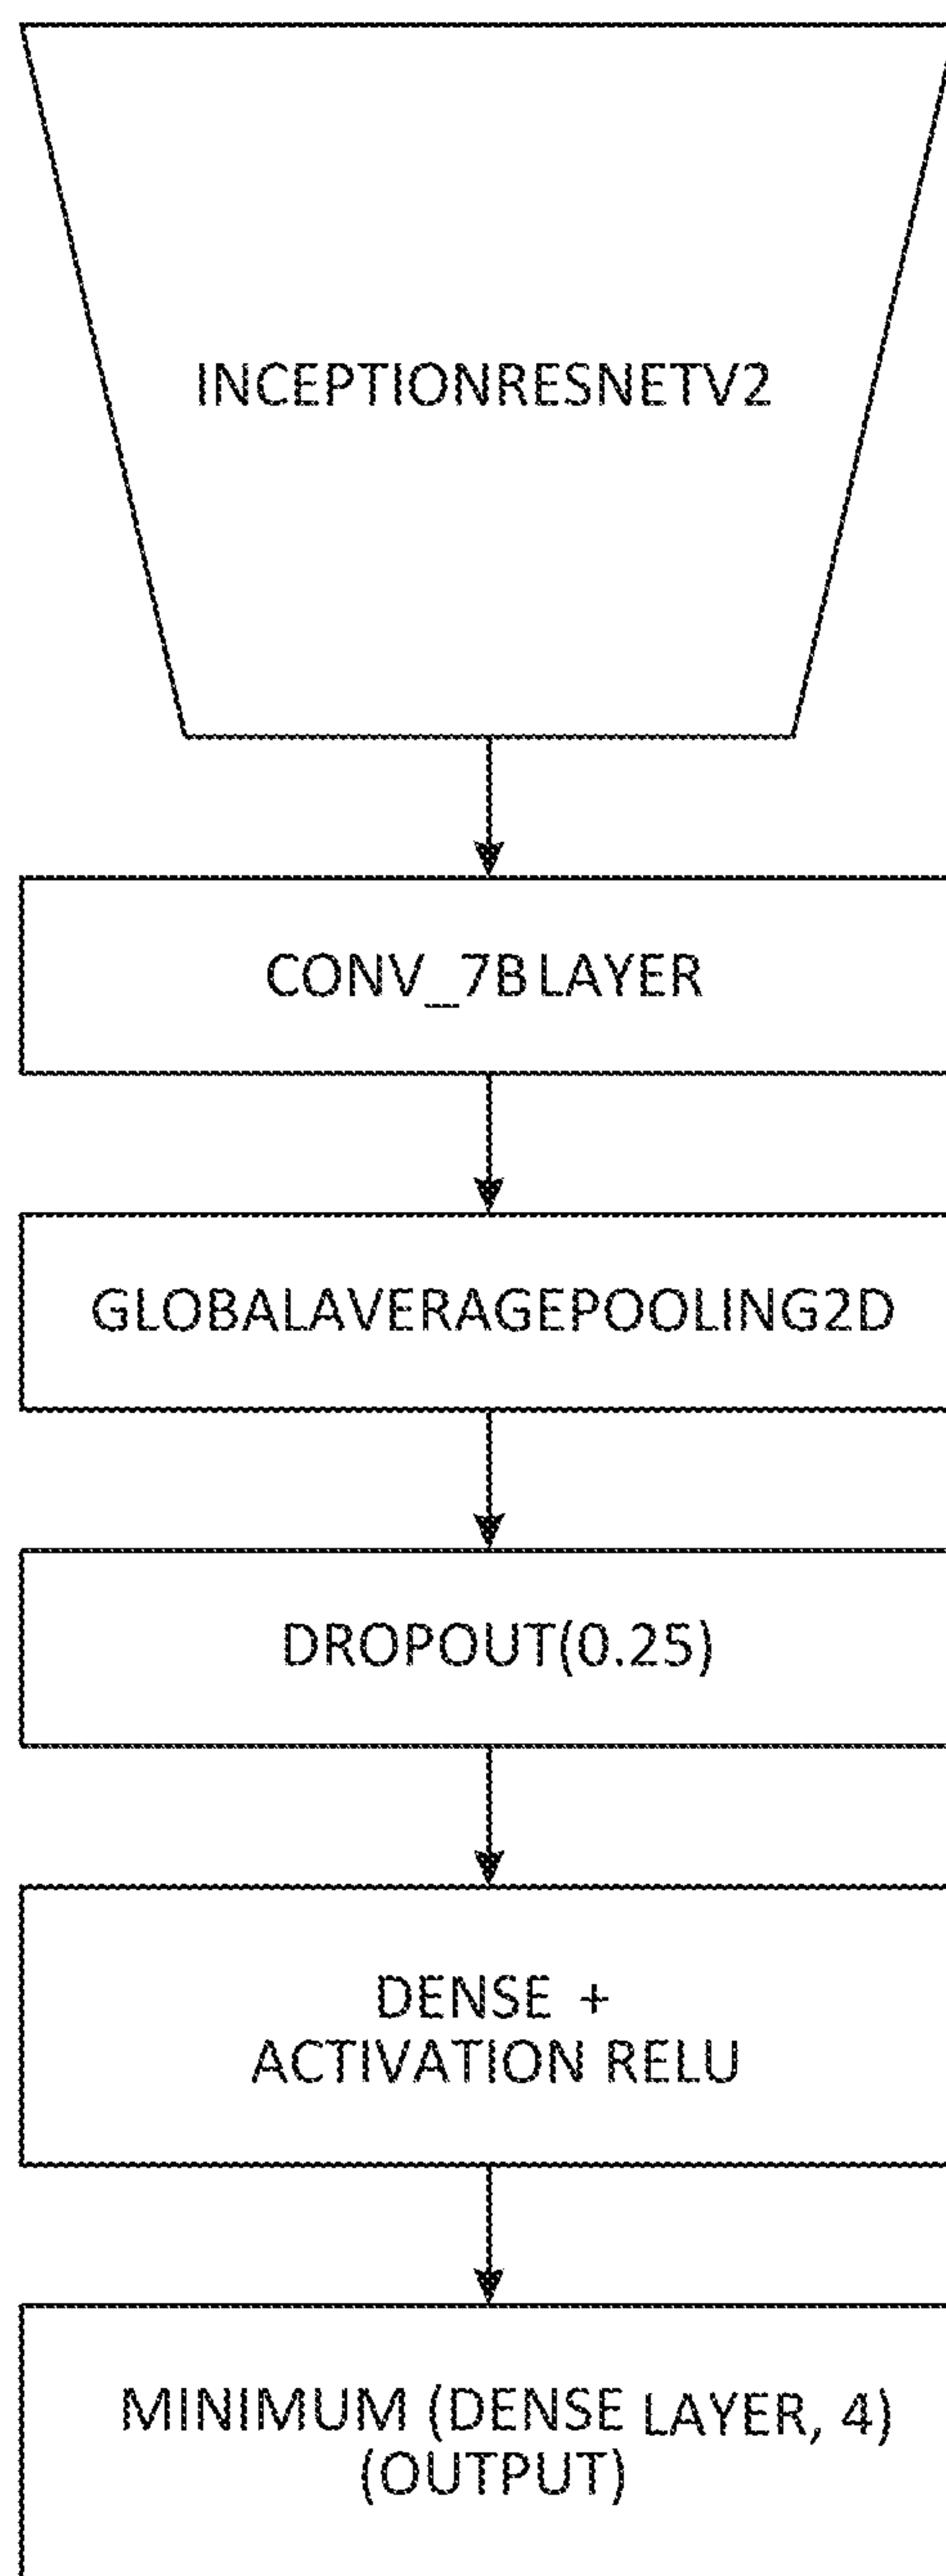 INCEPTIONRESNETV2
CONV_7B LAYER
GLOBALAVERAGEPOOLING2D
DROPOUT(0.25)
DENSE +
ACTIVATION RELU
MINIMUM (DENSE LAYER, 4)
(OUTPUT)